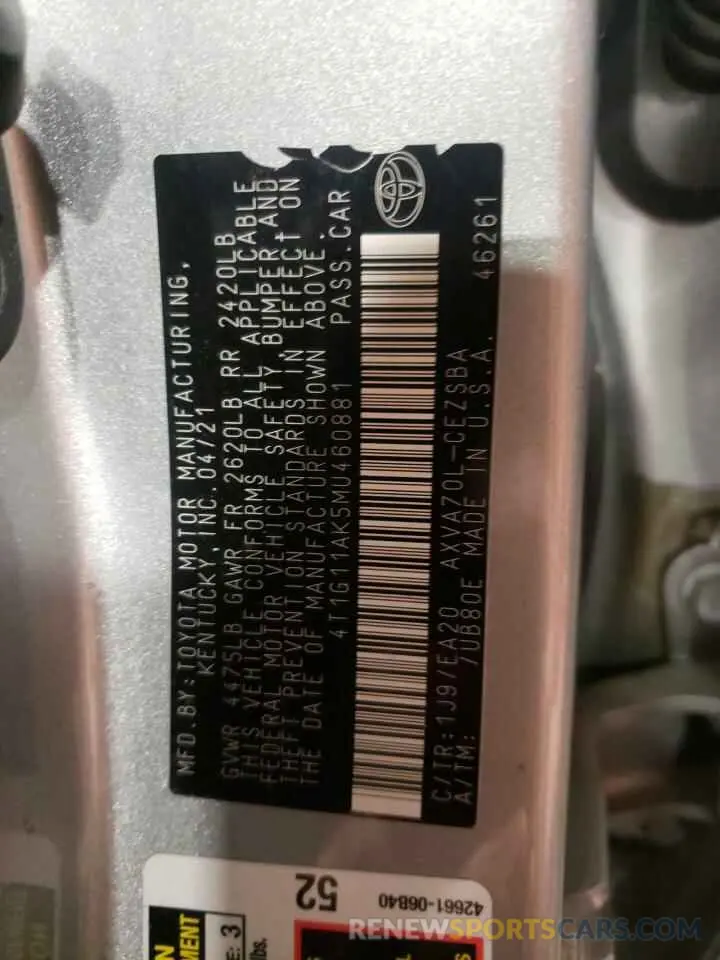 MFD.BY:TOYOTA MOTOR MANUFACTURING,
KENTUCKY, INC. 04/21
GVWR 4475LB GAWR FR 2620LB RR 2420LB
THIS VEHICLE CONFORMS TO ALL APPLICABLE
FEDERAL MOTOR VEHICLE SAFETY, BUMPER AND
THEFT PREVENTION STANDARDS IN EFFECT ON
THE DATE OF MANUFACTURE SHOWN ABOVE.
4T1G11AK5MU460881 PASS.CAR
C/TR:1J9/EA20 AXVA70L-CEZSBA
A/TM: /UB80E MADE IN U.S.A. 46261
52
42661-06B40
3
lbs.
RENEWSPORTSCARS.COM